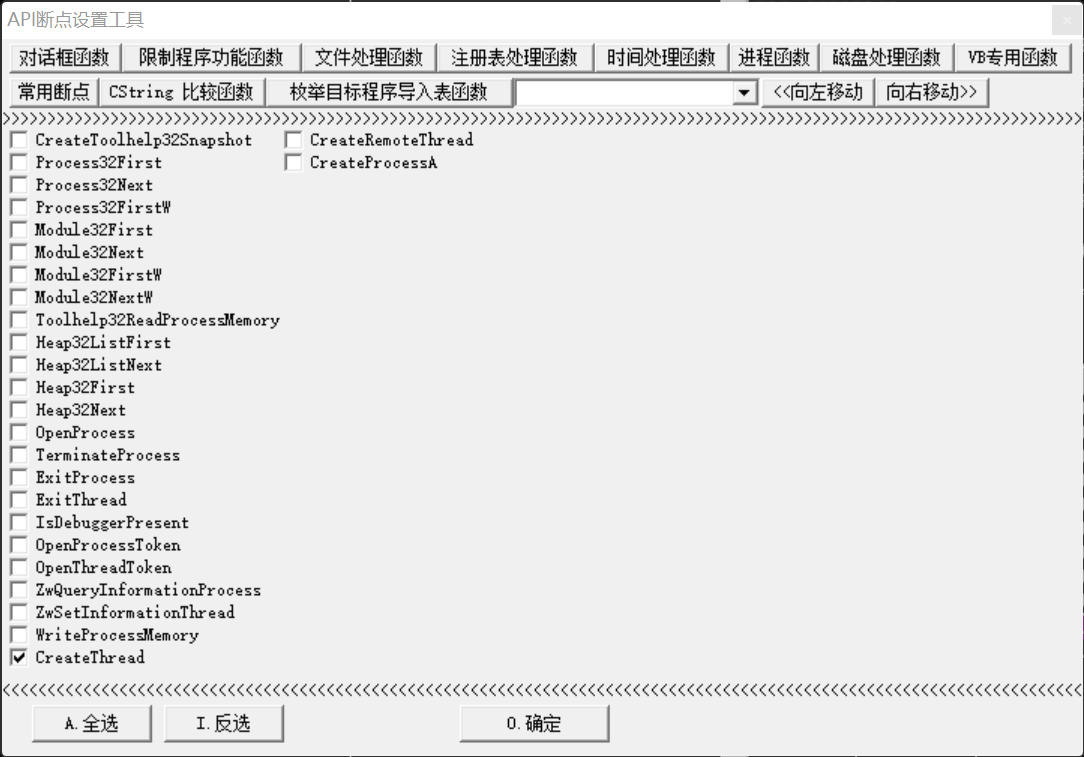 API断点设置工具
对话框函数 限制程序功能函数 文件处理函数 注册表处理函数 时间处理函数 进程函数 磁盘处理函数 VB专用函数
常用断点 CString 比较函数 枚举目标程序导入表函数 <<向左移动 向右移动>>
CreateToolhelp32Snapshot CreateRemoteThread
Process32First CreateProcessA
Process32Next
Process32FirstW
Module32First
Module32Next
Module32FirstW
Module32NextW
Toolhelp32ReadProcessMemory
Heap32ListFirst
Heap32ListNext
Heap32First
Heap32Next
OpenProcess
TerminateProcess
ExitProcess
ExitThread
IsDebuggerPresent
OpenProcessToken
OpenThreadToken
ZwQueryInformationProcess
ZwSetInformationThread
WriteProcessMemory
CreateThread
A.全选 I.反选 O.确定